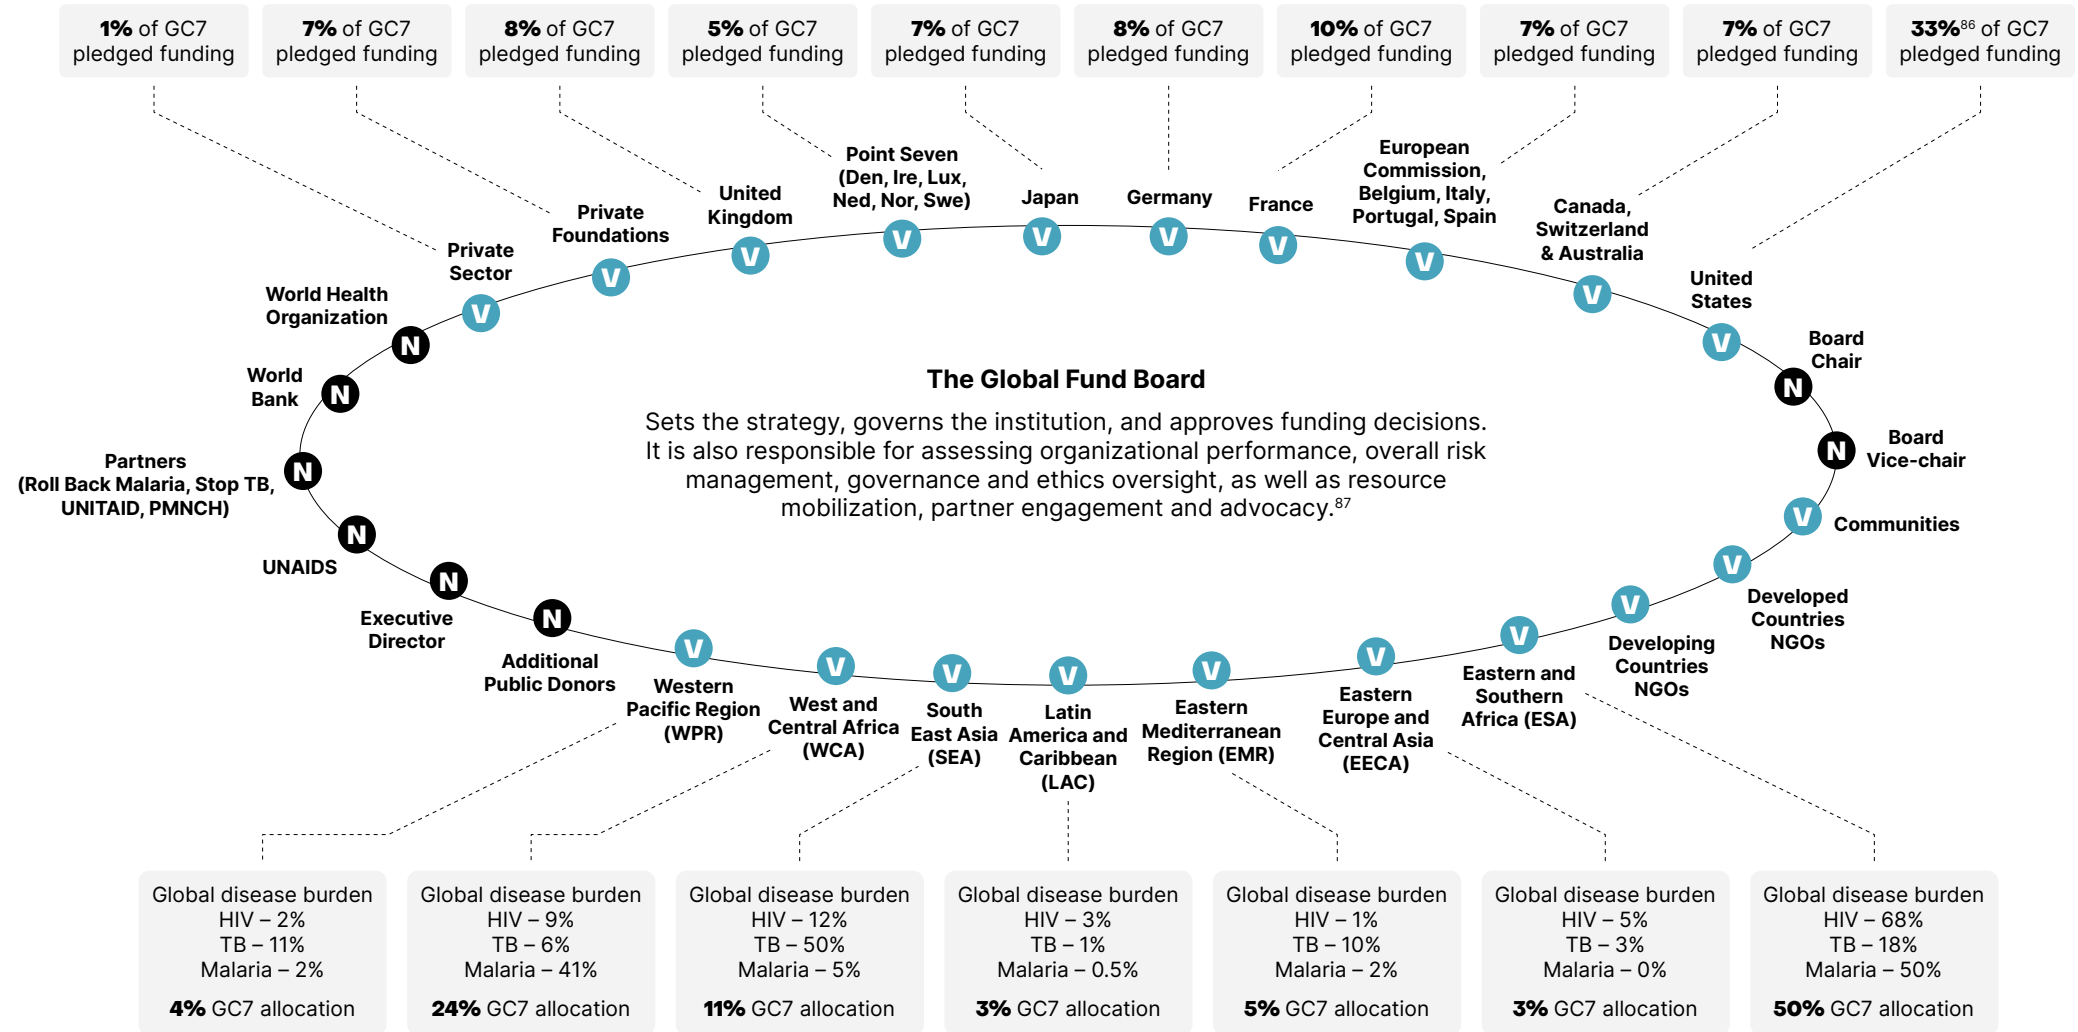 1% of GC7
pledged funding
7% of GC7
pledged funding
8% of GC7
pledged funding
5% of GC7
pledged funding
7% of GC7
pledged funding
8% of GC7
pledged funding
10% of GC7
pledged funding
7% of GC7
pledged funding
7% of GC7
pledged funding
33%⁸⁶ of GC7
pledged funding
World Health
Organization
Private
Sector
Private
Foundations
United
Kingdom
Point Seven
(Den, Ire, Lux,
Ned, Nor, Swe)
Japan
Germany
France
European
Commission,
Belgium, Italy,
Portugal, Spain
Canada,
Switzerland
& Australia
United
States
Board
Chair
Board
Vice-chair
World
Bank
Partners
(Roll Back Malaria, Stop TB,
UNITAID, PMNCH)
UNAIDS
Executive
Director
Additional
Public Donors
N
N
N
N
N
N
V
V
V
V
V
V
V
V
V
V
N
N
The Global Fund Board
Sets the strategy, governs the institution, and approves funding decisions.
It is also responsible for assessing organizational performance, overall risk
management, governance and ethics oversight, as well as resource
mobilization, partner engagement and advocacy.⁸⁷
V
V
V
V
V
V
V
V
V
V
Western
Pacific Region
(WPR)
West and
Central Africa
(WCA)
South
East Asia
(SEA)
Latin
America and
Caribbean
(LAC)
Eastern
Mediterranean
Region (EMR)
Eastern
Europe and
Central Asia
(EECA)
Eastern and
Southern
Africa (ESA)
Developing
Countries
NGOs
Developed
Countries
NGOs
Communities
Global disease burden
HIV – 2%
TB – 11%
Malaria – 2%
4% GC7 allocation
Global disease burden
HIV – 9%
TB – 6%
Malaria – 41%
24% GC7 allocation
Global disease burden
HIV – 12%
TB – 50%
Malaria – 5%
11% GC7 allocation
Global disease burden
HIV – 3%
TB – 1%
Malaria – 0.5%
3% GC7 allocation
Global disease burden
HIV – 1%
TB – 10%
Malaria – 2%
5% GC7 allocation
Global disease burden
HIV – 5%
TB – 3%
Malaria – 0%
3% GC7 allocation
Global disease burden
HIV – 68%
TB – 18%
Malaria – 50%
50% GC7 allocation